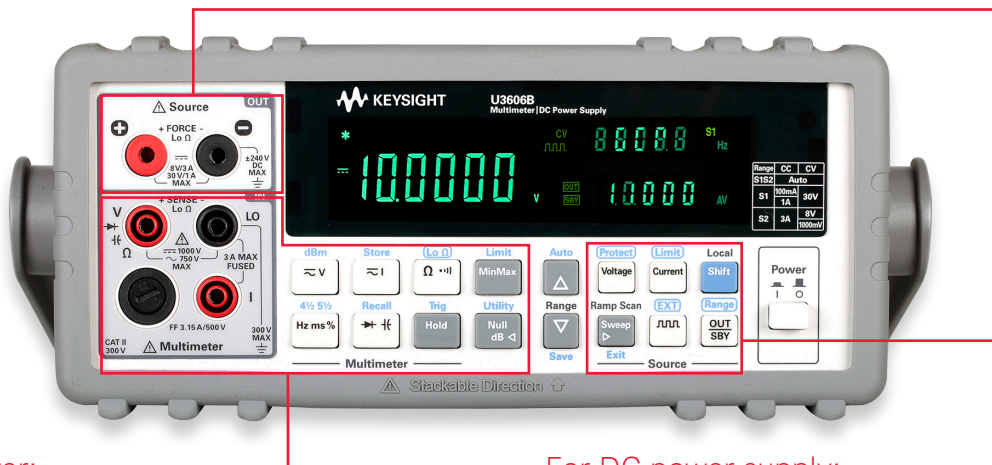 ⚠ Source OUT
+ FORCE -
Lo Ω
8V/3A
30V/1A
MAX
±240 V
DC
MAX
V
+ SENSE -
Lo Ω
LO
Ω
⎓ 1000 V
~ 750 V
MAX
3 A MAX
FUSED
I
FF 3.15 A/500 V
CAT II
300 V
⚠ Multimeter
300 V
MAX
KEYSIGHT U3606B
Multimeter|DC Power Supply
*
10.0000 V
CV S1
Hz
OUT
SBY
10.000 AV
Range CC CV
S1S2 Auto
S1 100mA 30V
1A
S2 3A 8V
1000mV
dBm Store Lo Ω Limit
V I Ω MinMax
4½ 5½ Recall Trig Utility
Hz ms % Hold Null
dB ◁
Multimeter
Auto
△
Range
▽
Save
Protect Limit Local
Voltage Current Shift
Ramp Scan EXT Range
Sweep OUT
▷ SBY
Exit
Source
Power
I O
⚠ Stackable Direction ⇧
For DC power supply: